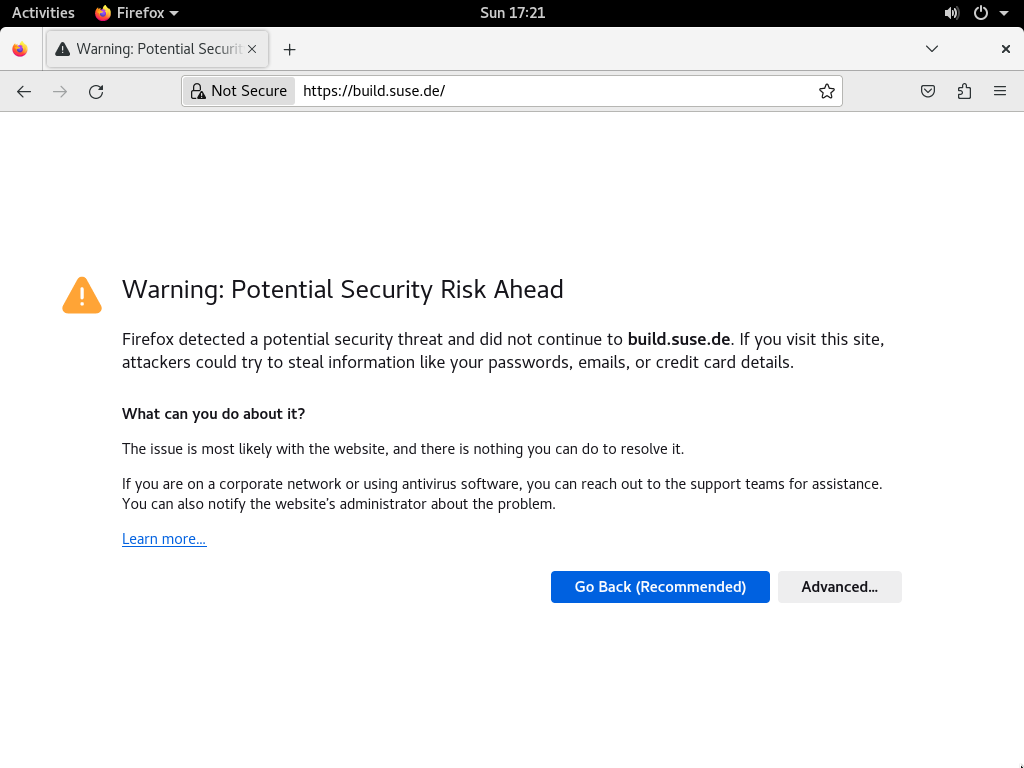 Activities Firefox Sun 17:21
Warning: Potential Securit
Not Secure https://build.suse.de/
Warning: Potential Security Risk Ahead
Firefox detected a potential security threat and did not continue to build.suse.de. If you visit this site,
attackers could try to steal information like your passwords, emails, or credit card details.
What can you do about it?
The issue is most likely with the website, and there is nothing you can do to resolve it.
If you are on a corporate network or using antivirus software, you can reach out to the support teams for assistance.
You can also notify the website's administrator about the problem.
Learn more...
Go Back (Recommended) Advanced...